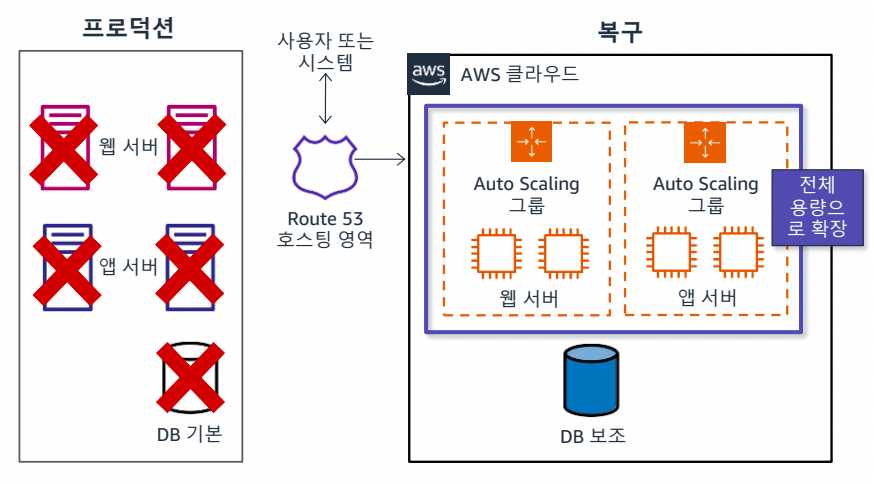 프로덕션
복구
사용자 또는
시스템
aws
AWS 클라우드
웹 서버
앱 서버
DB 기본
Route 53
호스팅 영역
Auto Scaling
그룹
웹 서버
Auto Scaling
그룹
앱 서버
전체
용량으
로 확장
DB 보조